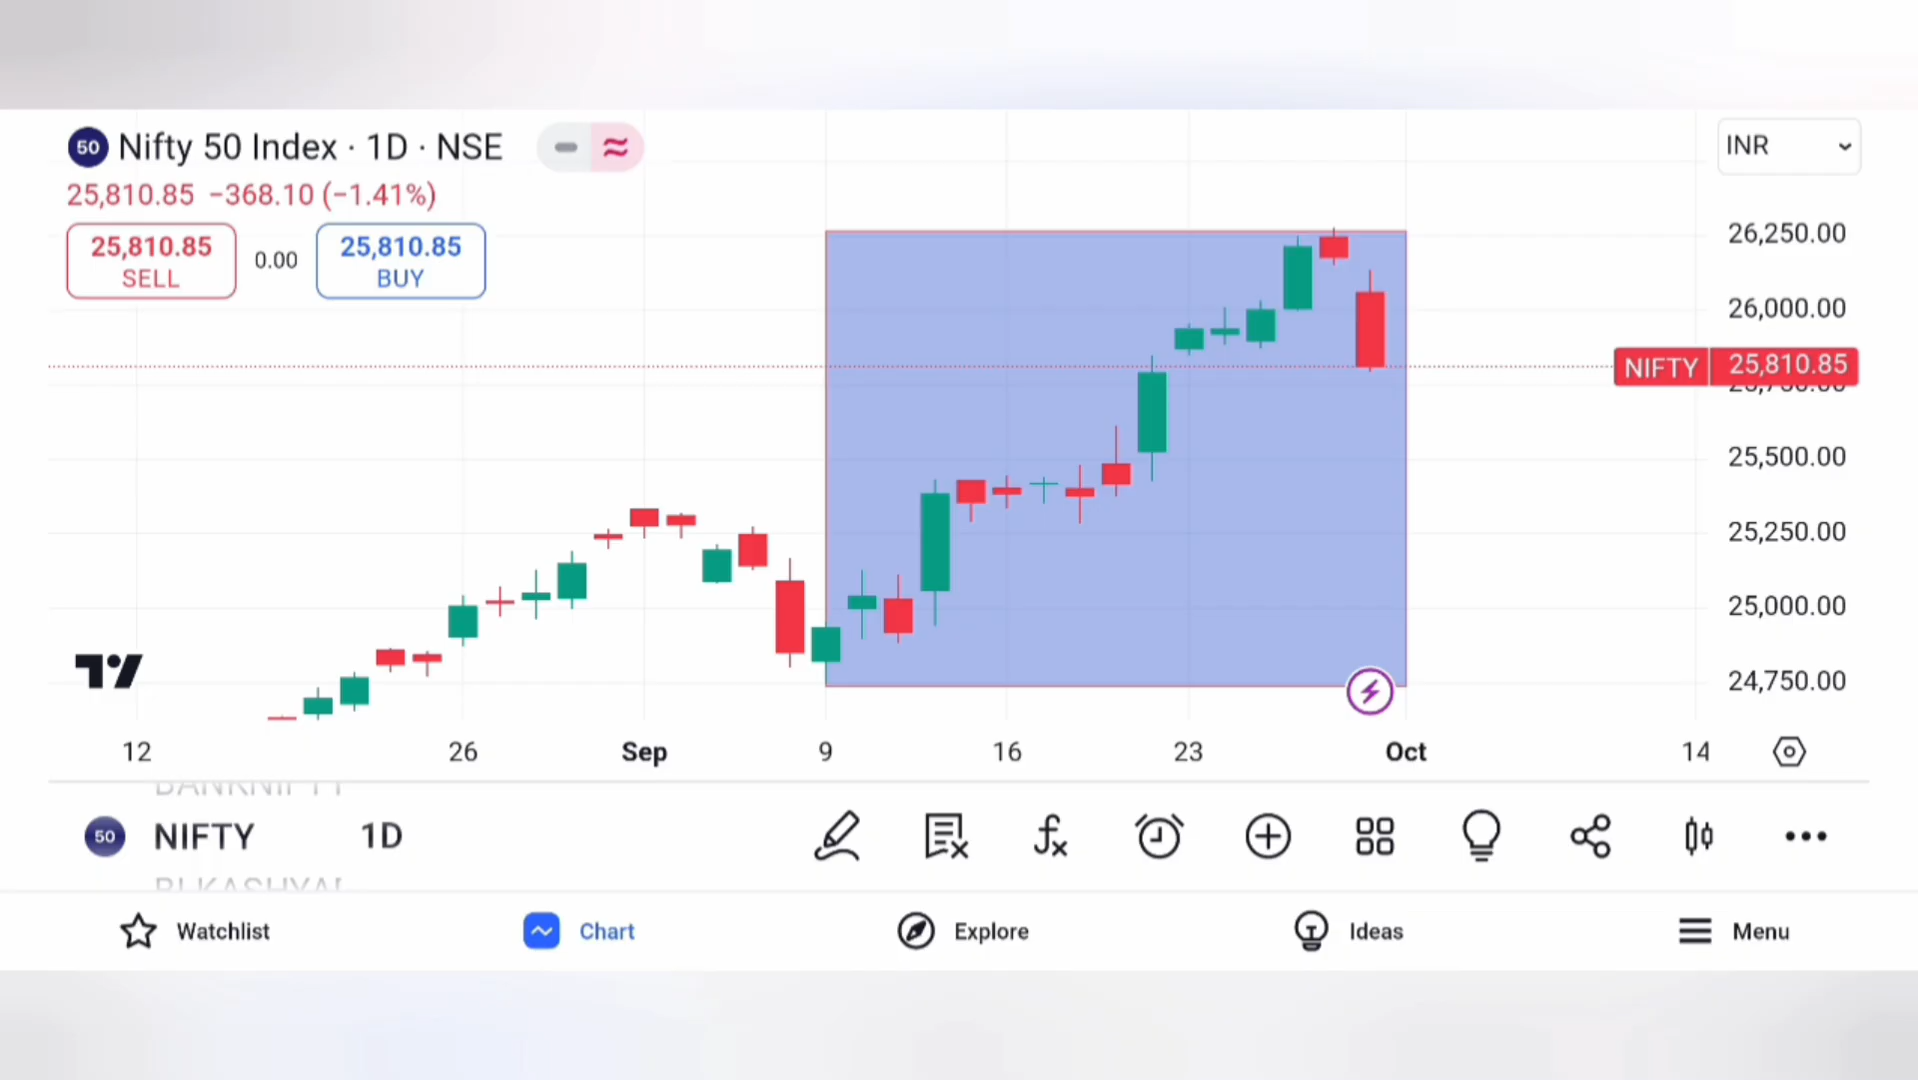 50 Nifty 50 Index · 1D · NSE
INR
25,810.85 −368.10 (−1.41%)
25,810.85
SELL
0.00
25,810.85
BUY
26,250.00
26,000.00
NIFTY 25,810.85
25,500.00
25,250.00
25,000.00
24,750.00
12 26 Sep 9 16 23 Oct 14
BANKNIFTY
50 NIFTY 1D
Watchlist Chart Explore Ideas Menu